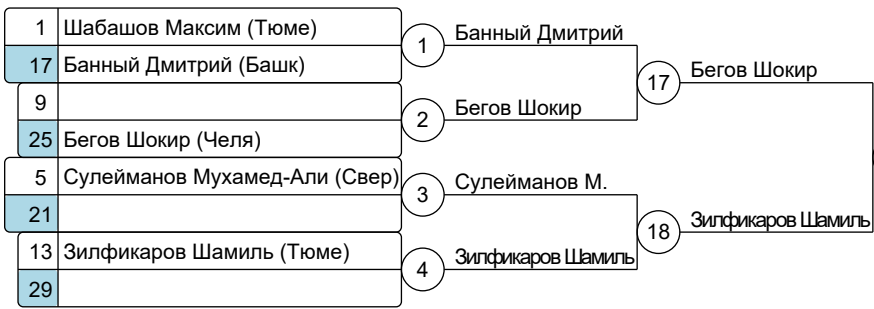 1 Шабашов Максим (Тюме)
17 Банный Дмитрий (Башк)
9
25 Бегов Шокир (Челя)
5 Сулейманов Мухамед-Али (Свер)
21
13 Зилфикаров Шамиль (Тюме)
29
1 Банный Дмитрий
2 Бегов Шокир
3 Сулейманов М.
4 Зилфикаров Шамиль
17 Бегов Шокир
18 Зилфикаров Шамиль